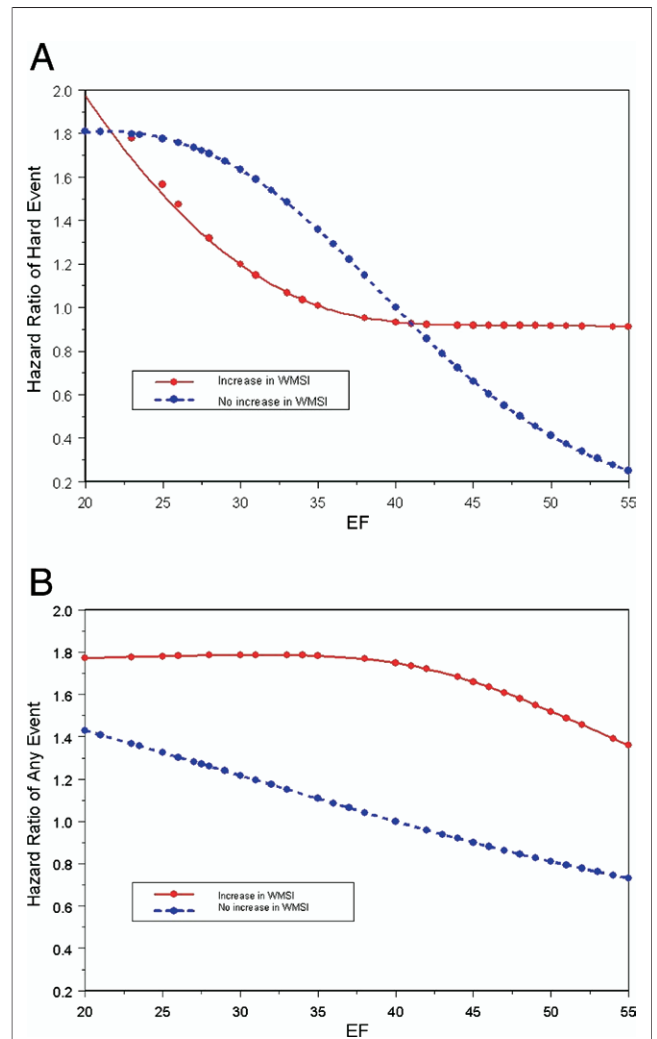 A
Hazard Ratio of Hard Event
2.0
1.8
1.6
1.4
1.2
1.0
0.8
0.6
0.4
0.2
Increase in WMSI
No increase in WMSI
20 25 30 35 40 45 50 55
EF
B
Hazard Ratio of Any Event
2.0
1.8
1.6
1.4
1.2
1.0
0.8
0.6
0.4
0.2
Increase in WMSI
No increase in WMSI
20 25 30 35 40 45 50 55
EF